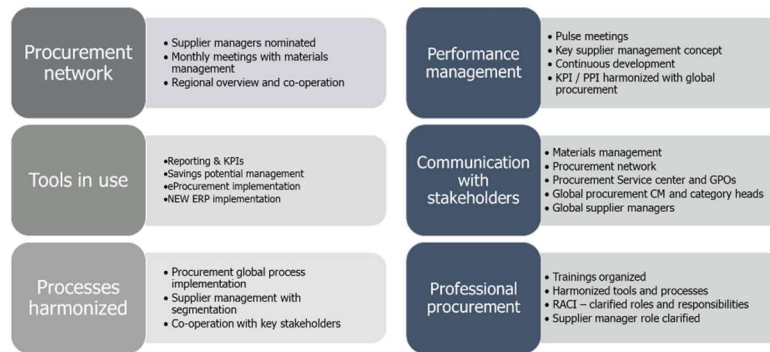 Procurement
network
• Supplier managers nominated
• Monthly meetings with materials
management
• Regional overview and co-operation
Tools in use
•Reporting & KPIs
•Savings potential management
•eProcurement implementation
•NEW ERP implementation
Processes
harmonized
• Procurement global process
implementation
• Supplier management with
segmentation
• Co-operation with key stakeholders
Performance
management
• Pulse meetings
• Key supplier management concept
• Continuous development
• KPI / PPI harmonized with global
procurement
Communication
with
stakeholders
• Materials management
• Procurement network
• Procurement Service center and GPOs
• Global procurement CM and category heads
• Global supplier managers
Professional
procurement
• Trainings organized
• Harmonized tools and processes
• RACI – clarified roles and responsibilities
• Supplier manager role clarified